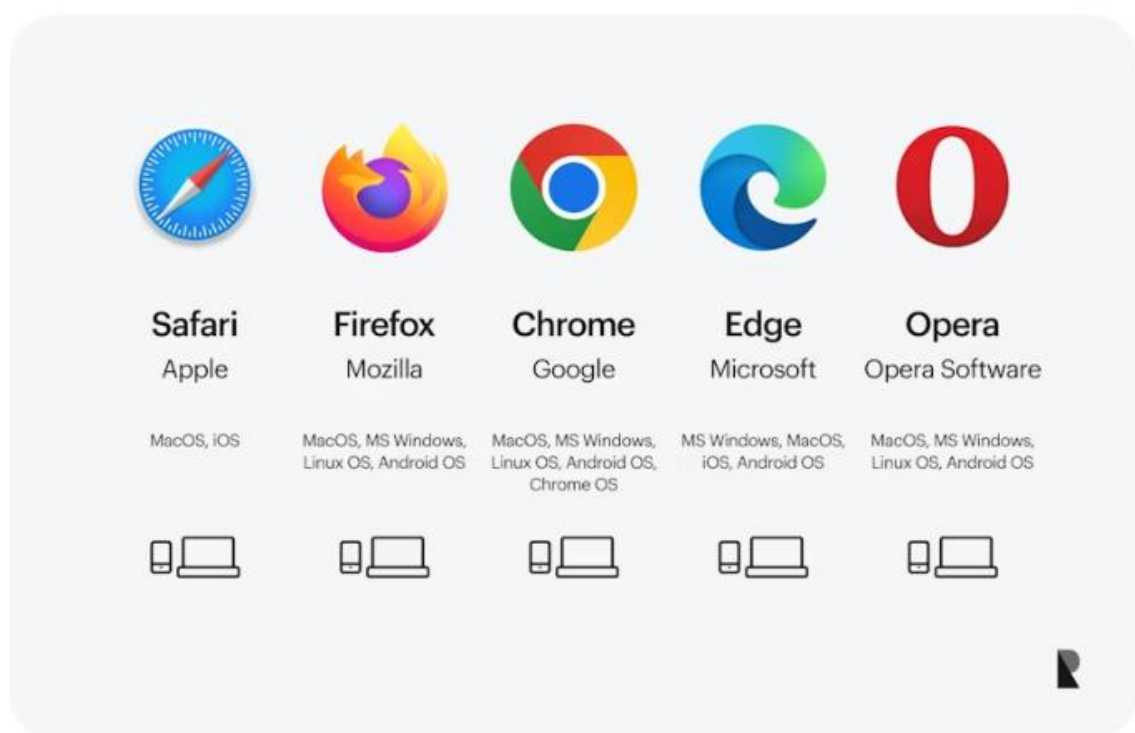 Safari
Apple
MacOS, iOS
Firefox
Mozilla
MacOS, MS Windows,
Linux OS, Android OS
Chrome
Google
MacOS, MS Windows,
Linux OS, Android OS,
Chrome OS
Edge
Microsoft
MS Windows, MacOS,
iOS, Android OS
Opera
Opera Software
MacOS, MS Windows,
Linux OS, Android OS